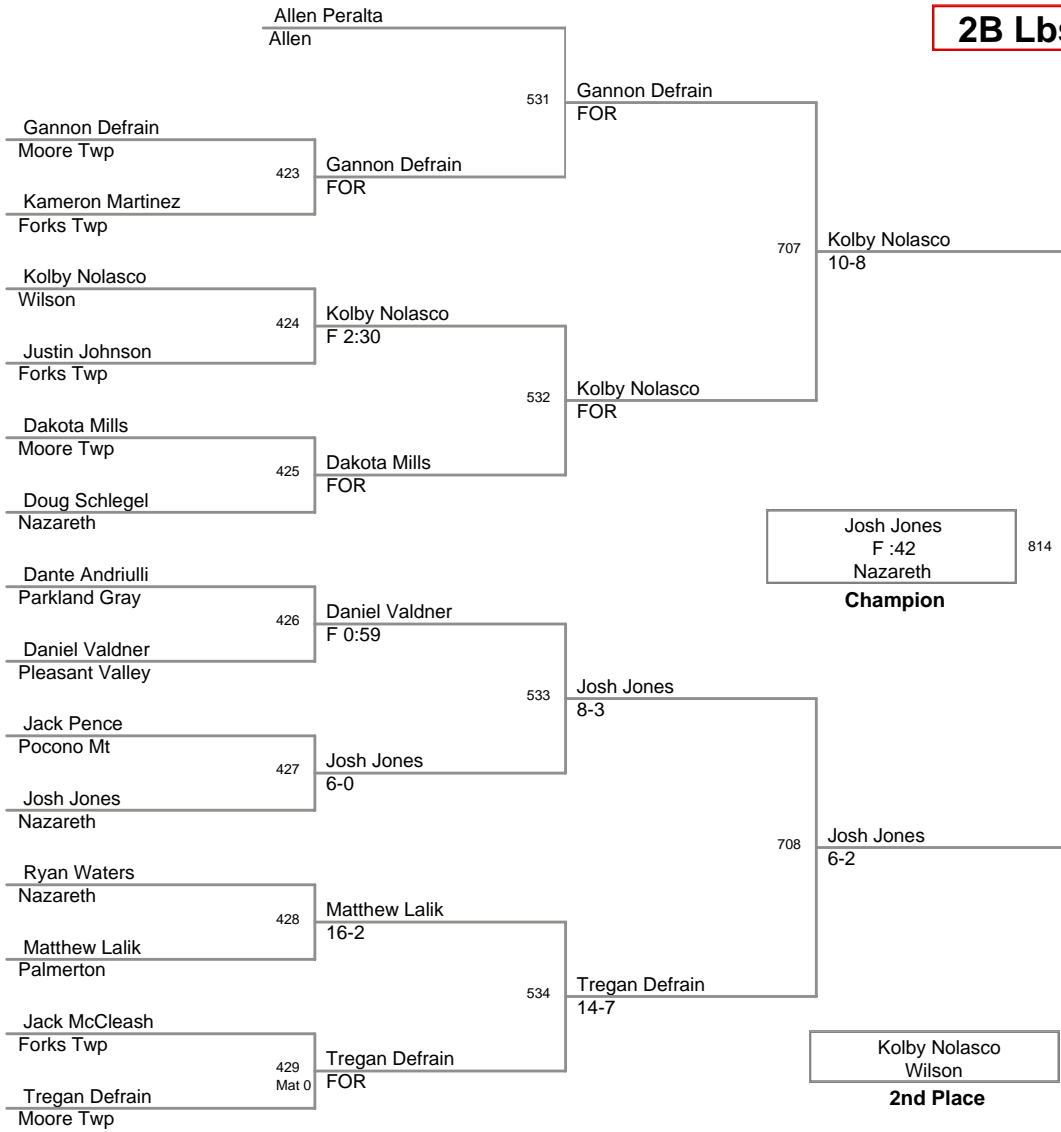 Allen Peralta
Allen
2B Lbs
531
Gannon Defrain
FOR
Gannon Defrain
Moore Twp
423
Gannon Defrain
FOR
Kameron Martinez
Forks Twp
707
Kolby Nolasco
10-8
Kolby Nolasco
Wilson
424
Kolby Nolasco
F 2:30
Justin Johnson
Forks Twp
532
Kolby Nolasco
FOR
Dakota Mills
Moore Twp
425
Dakota Mills
FOR
Doug Schlegel
Nazareth
Josh Jones
F :42
Nazareth
814
Champion
Dante Andriulli
Parkland Gray
426
Daniel Valdner
F 0:59
Daniel Valdner
Pleasant Valley
533
Josh Jones
8-3
Jack Pence
Pocono Mt
427
Josh Jones
6-0
Josh Jones
Nazareth
708
Josh Jones
6-2
Ryan Waters
Nazareth
428
Matthew Lalik
16-2
Matthew Lalik
Palmerton
534
Tregan Defrain
14-7
Jack McCleash
Forks Twp
429
Mat 0
Tregan Defrain
FOR
Tregan Defrain
Moore Twp
Kolby Nolasco
Wilson
2nd Place